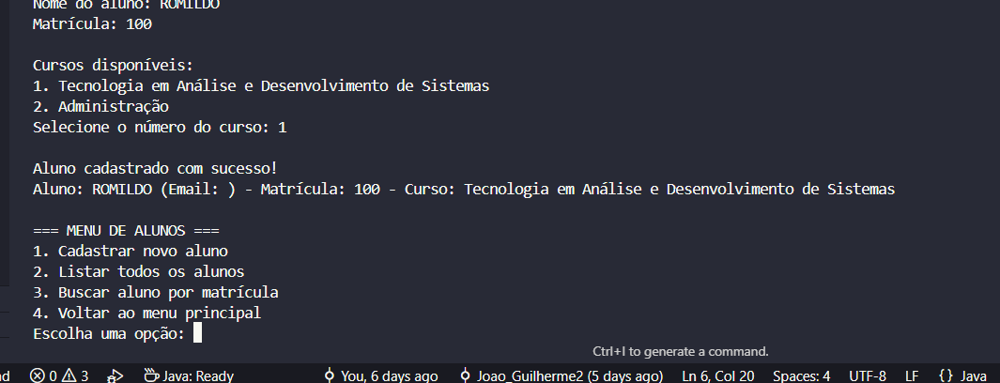 Nome do aluno: ROMILDO
Matrícula: 100
Cursos disponíveis:
1. Tecnologia em Análise e Desenvolvimento de Sistemas
2. Administração
Selecione o número do curso: 1
Aluno cadastrado com sucesso!
Aluno: ROMILDO (Email: ) - Matrícula: 100 - Curso: Tecnologia em Análise e Desenvolvimento de Sistemas
=== MENU DE ALUNOS ===
1. Cadastrar novo aluno
2. Listar todos os alunos
3. Buscar aluno por matrícula
4. Voltar ao menu principal
Escolha uma opção:
Ctrl+I to generate a command.
nd 0 3 Java: Ready You, 6 days ago Joao_Guilherme2 (5 days ago) Ln 6, Col 20 Spaces: 4 UTF-8 LF {} Java